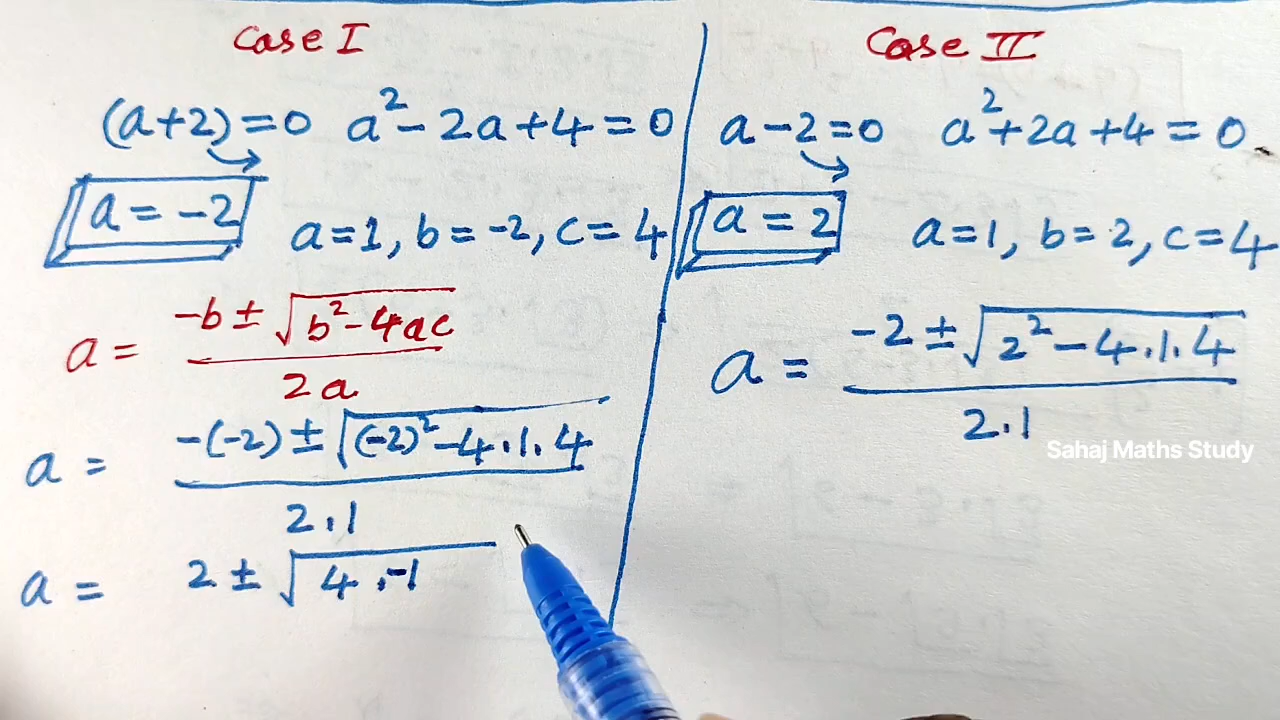 Case I
(a+2)=0 a²-2a+4=0
a=-2
a=1, b=-2, c=4
a = (-b ± √(b²-4ac)) / 2a
a = (-(-2) ± √((-2)²-4.1.4)) / 2.1
a = 2 ± √(4.-1
Case II
a-2=0 a²+2a+4=0
a=2
a=1, b=2, c=4
a = (-2 ± √(2²-4.1.4)) / 2.1
Sahaj Maths Study